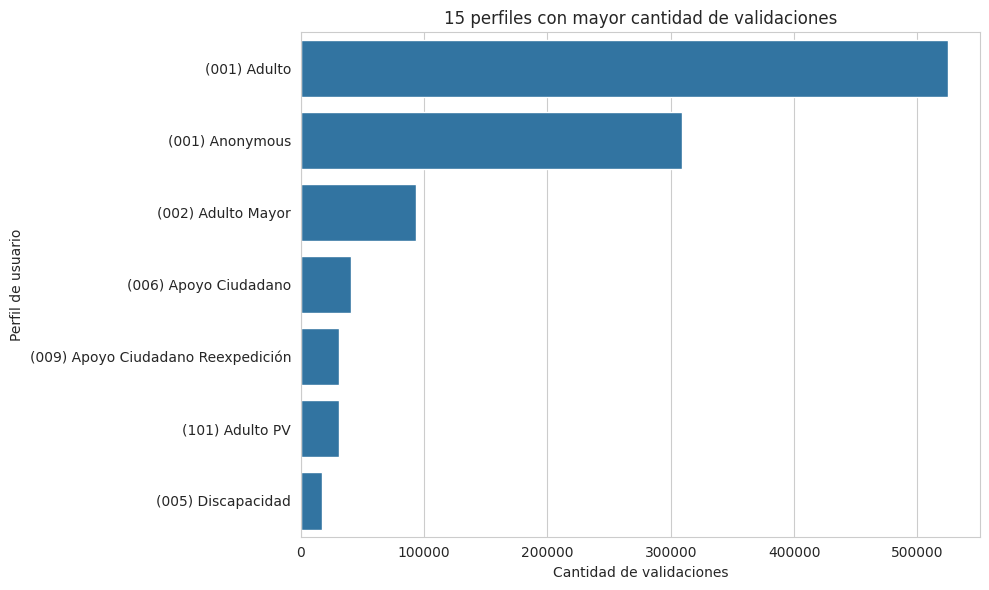 15 perfiles con mayor cantidad de validaciones
Perfil de usuario
(001) Adulto
(001) Anonymous
(002) Adulto Mayor
(006) Apoyo Ciudadano
(009) Apoyo Ciudadano Reexpedición
(101) Adulto PV
(005) Discapacidad
0 100000 200000 300000 400000 500000
Cantidad de validaciones